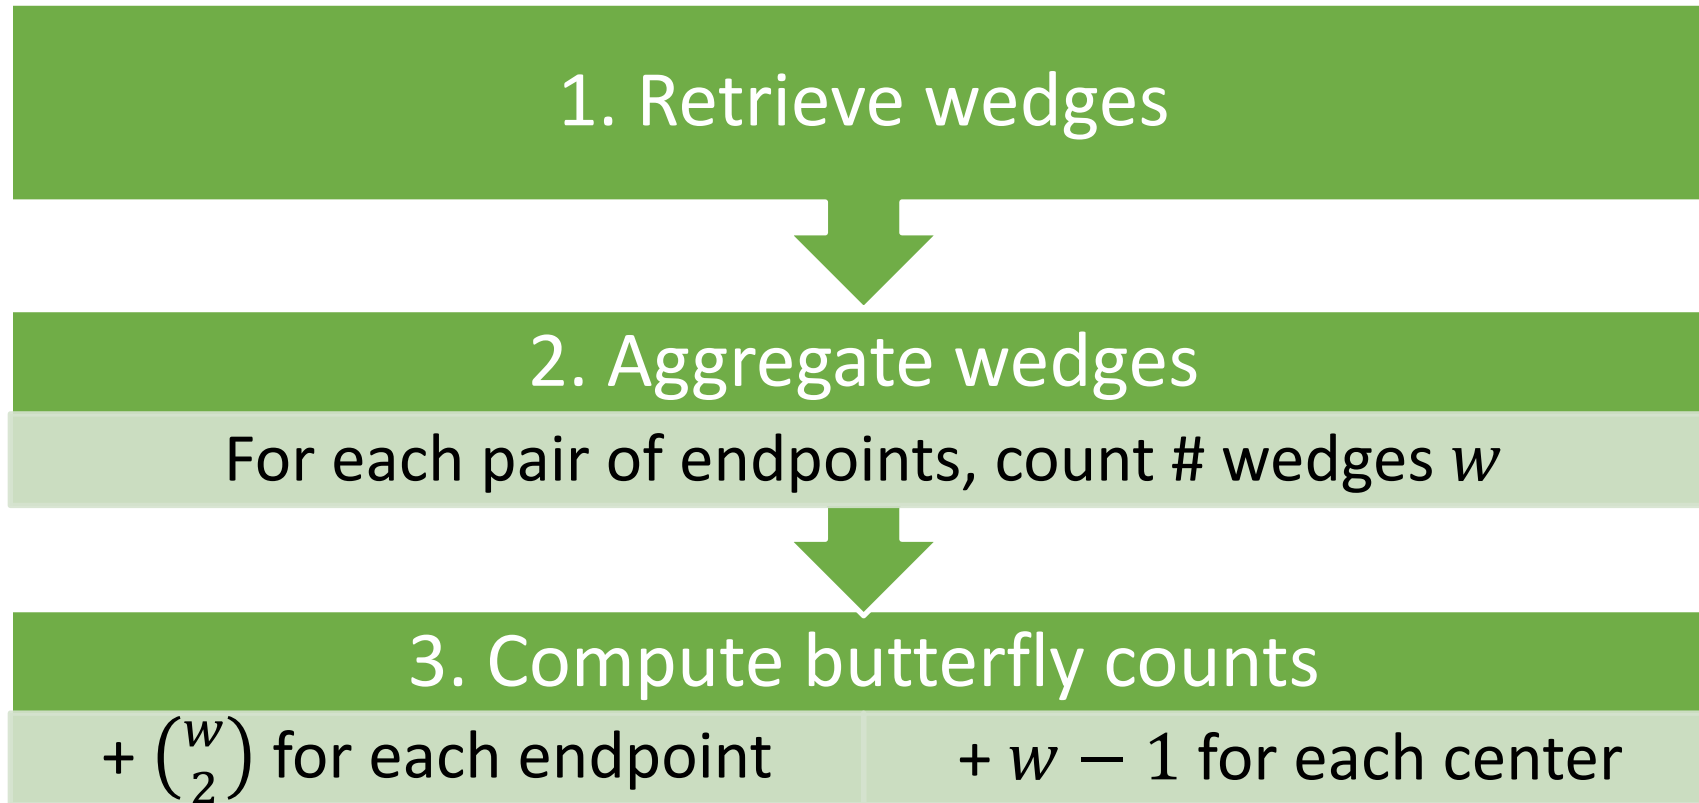 1. Retrieve wedges
2. Aggregate wedges
For each pair of endpoints, count # wedges 𝑤
3. Compute butterfly counts
+ (𝑤 2) for each endpoint
+ 𝑤 − 1 for each center